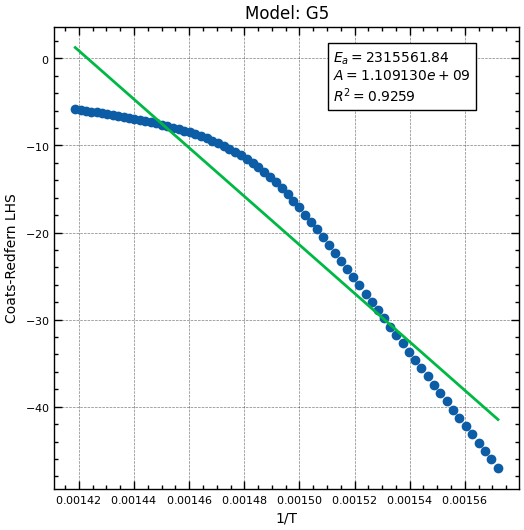 Model: G5
E_a = 2315561.84
A = 1.109130e + 09
R^2 = 0.9259
Coats-Redfern LHS
0
−10
−20
−30
−40
0.00142 0.00144 0.00146 0.00148 0.00150 0.00152 0.00154 0.00156
1/T